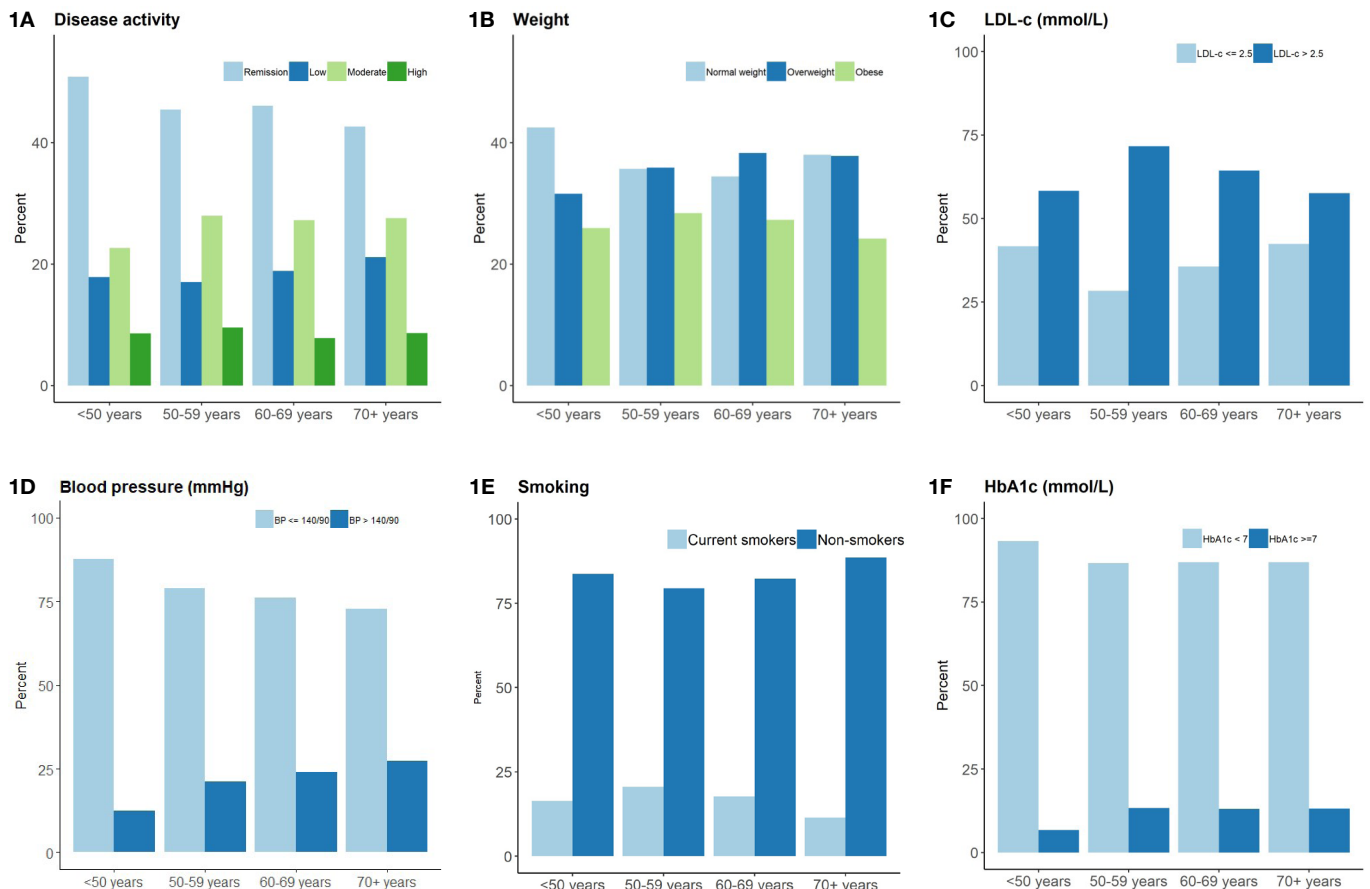 1A Disease activity
Remission Low Moderate High
Percent
40
20
0
<50 years 50-59 years 60-69 years 70+ years
1B Weight
Normal weight Overweight Obese
Percent
40
20
0
<50 years 50-59 years 60-69 years 70+ years
1C LDL-c (mmol/L)
LDL-c <= 2.5 LDL-c > 2.5
Percent
100
75
50
25
0
<50 years 50-59 years 60-69 years 70+ years
1D Blood pressure (mmHg)
BP <= 140/90 BP > 140/90
Percent
100
75
50
25
0
<50 years 50-59 years 60-69 years 70+ years
1E Smoking
Current smokers Non-smokers
Percent
100
75
50
25
0
<50 years 50-59 years 60-69 years 70+ years
1F HbA1c (mmol/L)
HbA1c < 7 HbA1c >=7
Percent
100
75
50
25
0
<50 years 50-59 years 60-69 years 70+ years